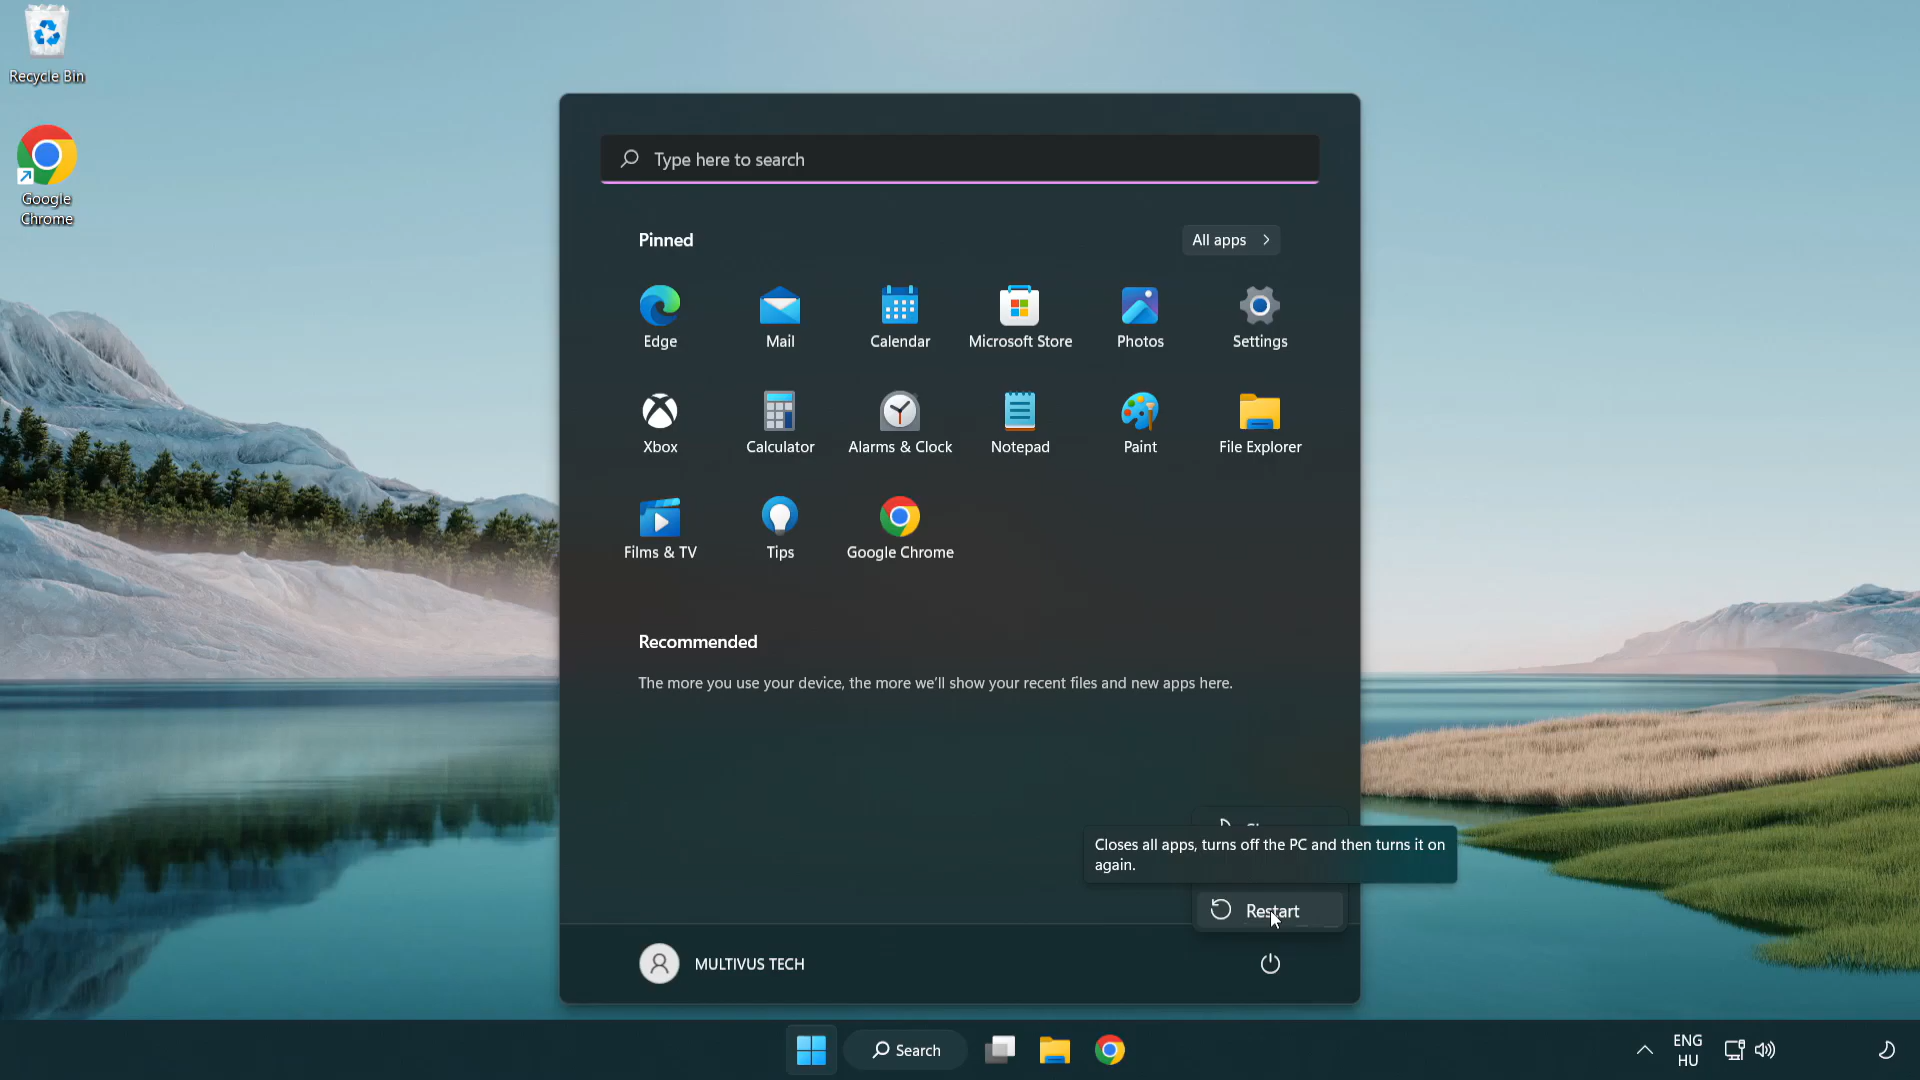 Recycle Bin
Google
Chrome
Type here to search
Pinned
All apps
Edge
Mail
Calendar
Microsoft Store
Photos
Settings
Xbox
Calculator
Alarms & Clock
Notepad
Paint
File Explorer
Films & TV
Tips
Google Chrome
Recommended
The more you use your device, the more we'll show your recent files and new apps here.
Closes all apps, turns off the PC and then turns it on
again.
Restart
MULTIVUS TECH
Search
ENG
HU